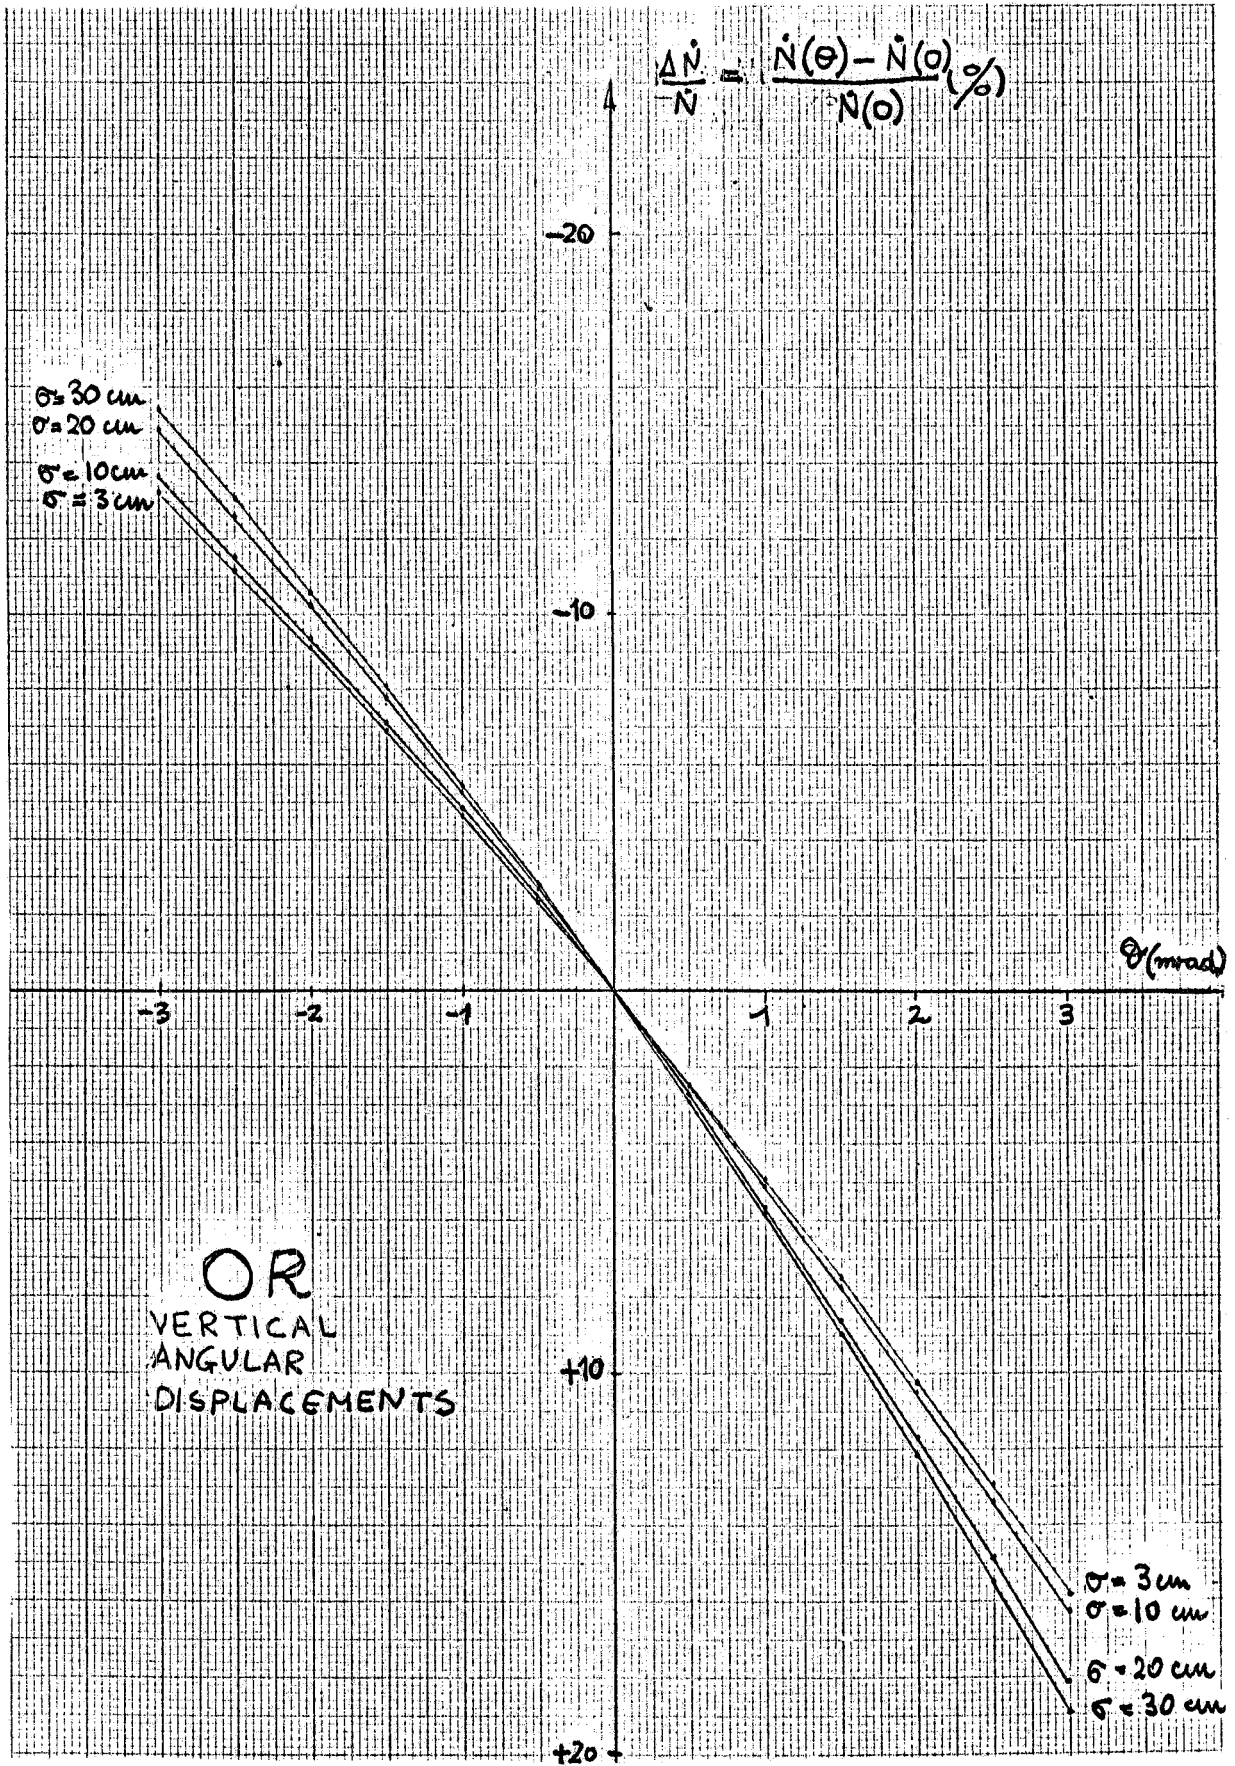 ΔṄ/Ṅ = Ṅ(θ) − Ṅ(0)/Ṅ(0) (%)
-20
σ = 30 cm
σ = 20 cm
σ = 10 cm
σ = 3 cm
-10
θ (mrad)
-3 -2 -1 1 2 3
OR
VERTICAL
ANGULAR
DISPLACEMENTS
+10
σ = 3 cm
σ = 10 cm
σ = 20 cm
σ = 30 cm
+20